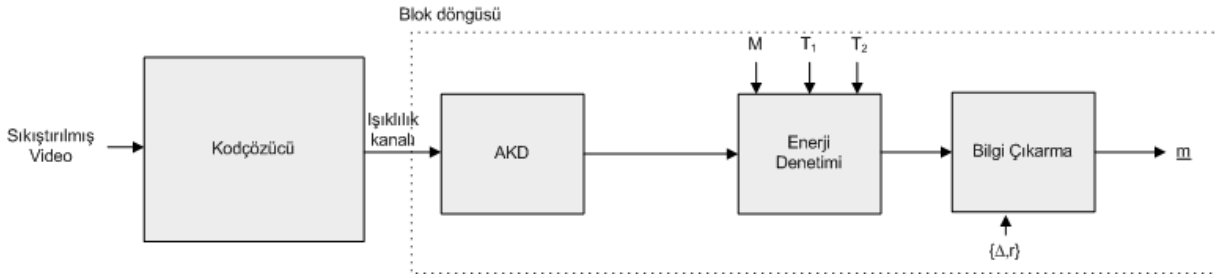 Blok döngüsü
M
T1
T2
Sıkıştırılmış
Video
Kodçözücü
Işıklılık
kanalı
AKD
Enerji
Denetimi
Bilgi Çıkarma
m
{Δ,r}